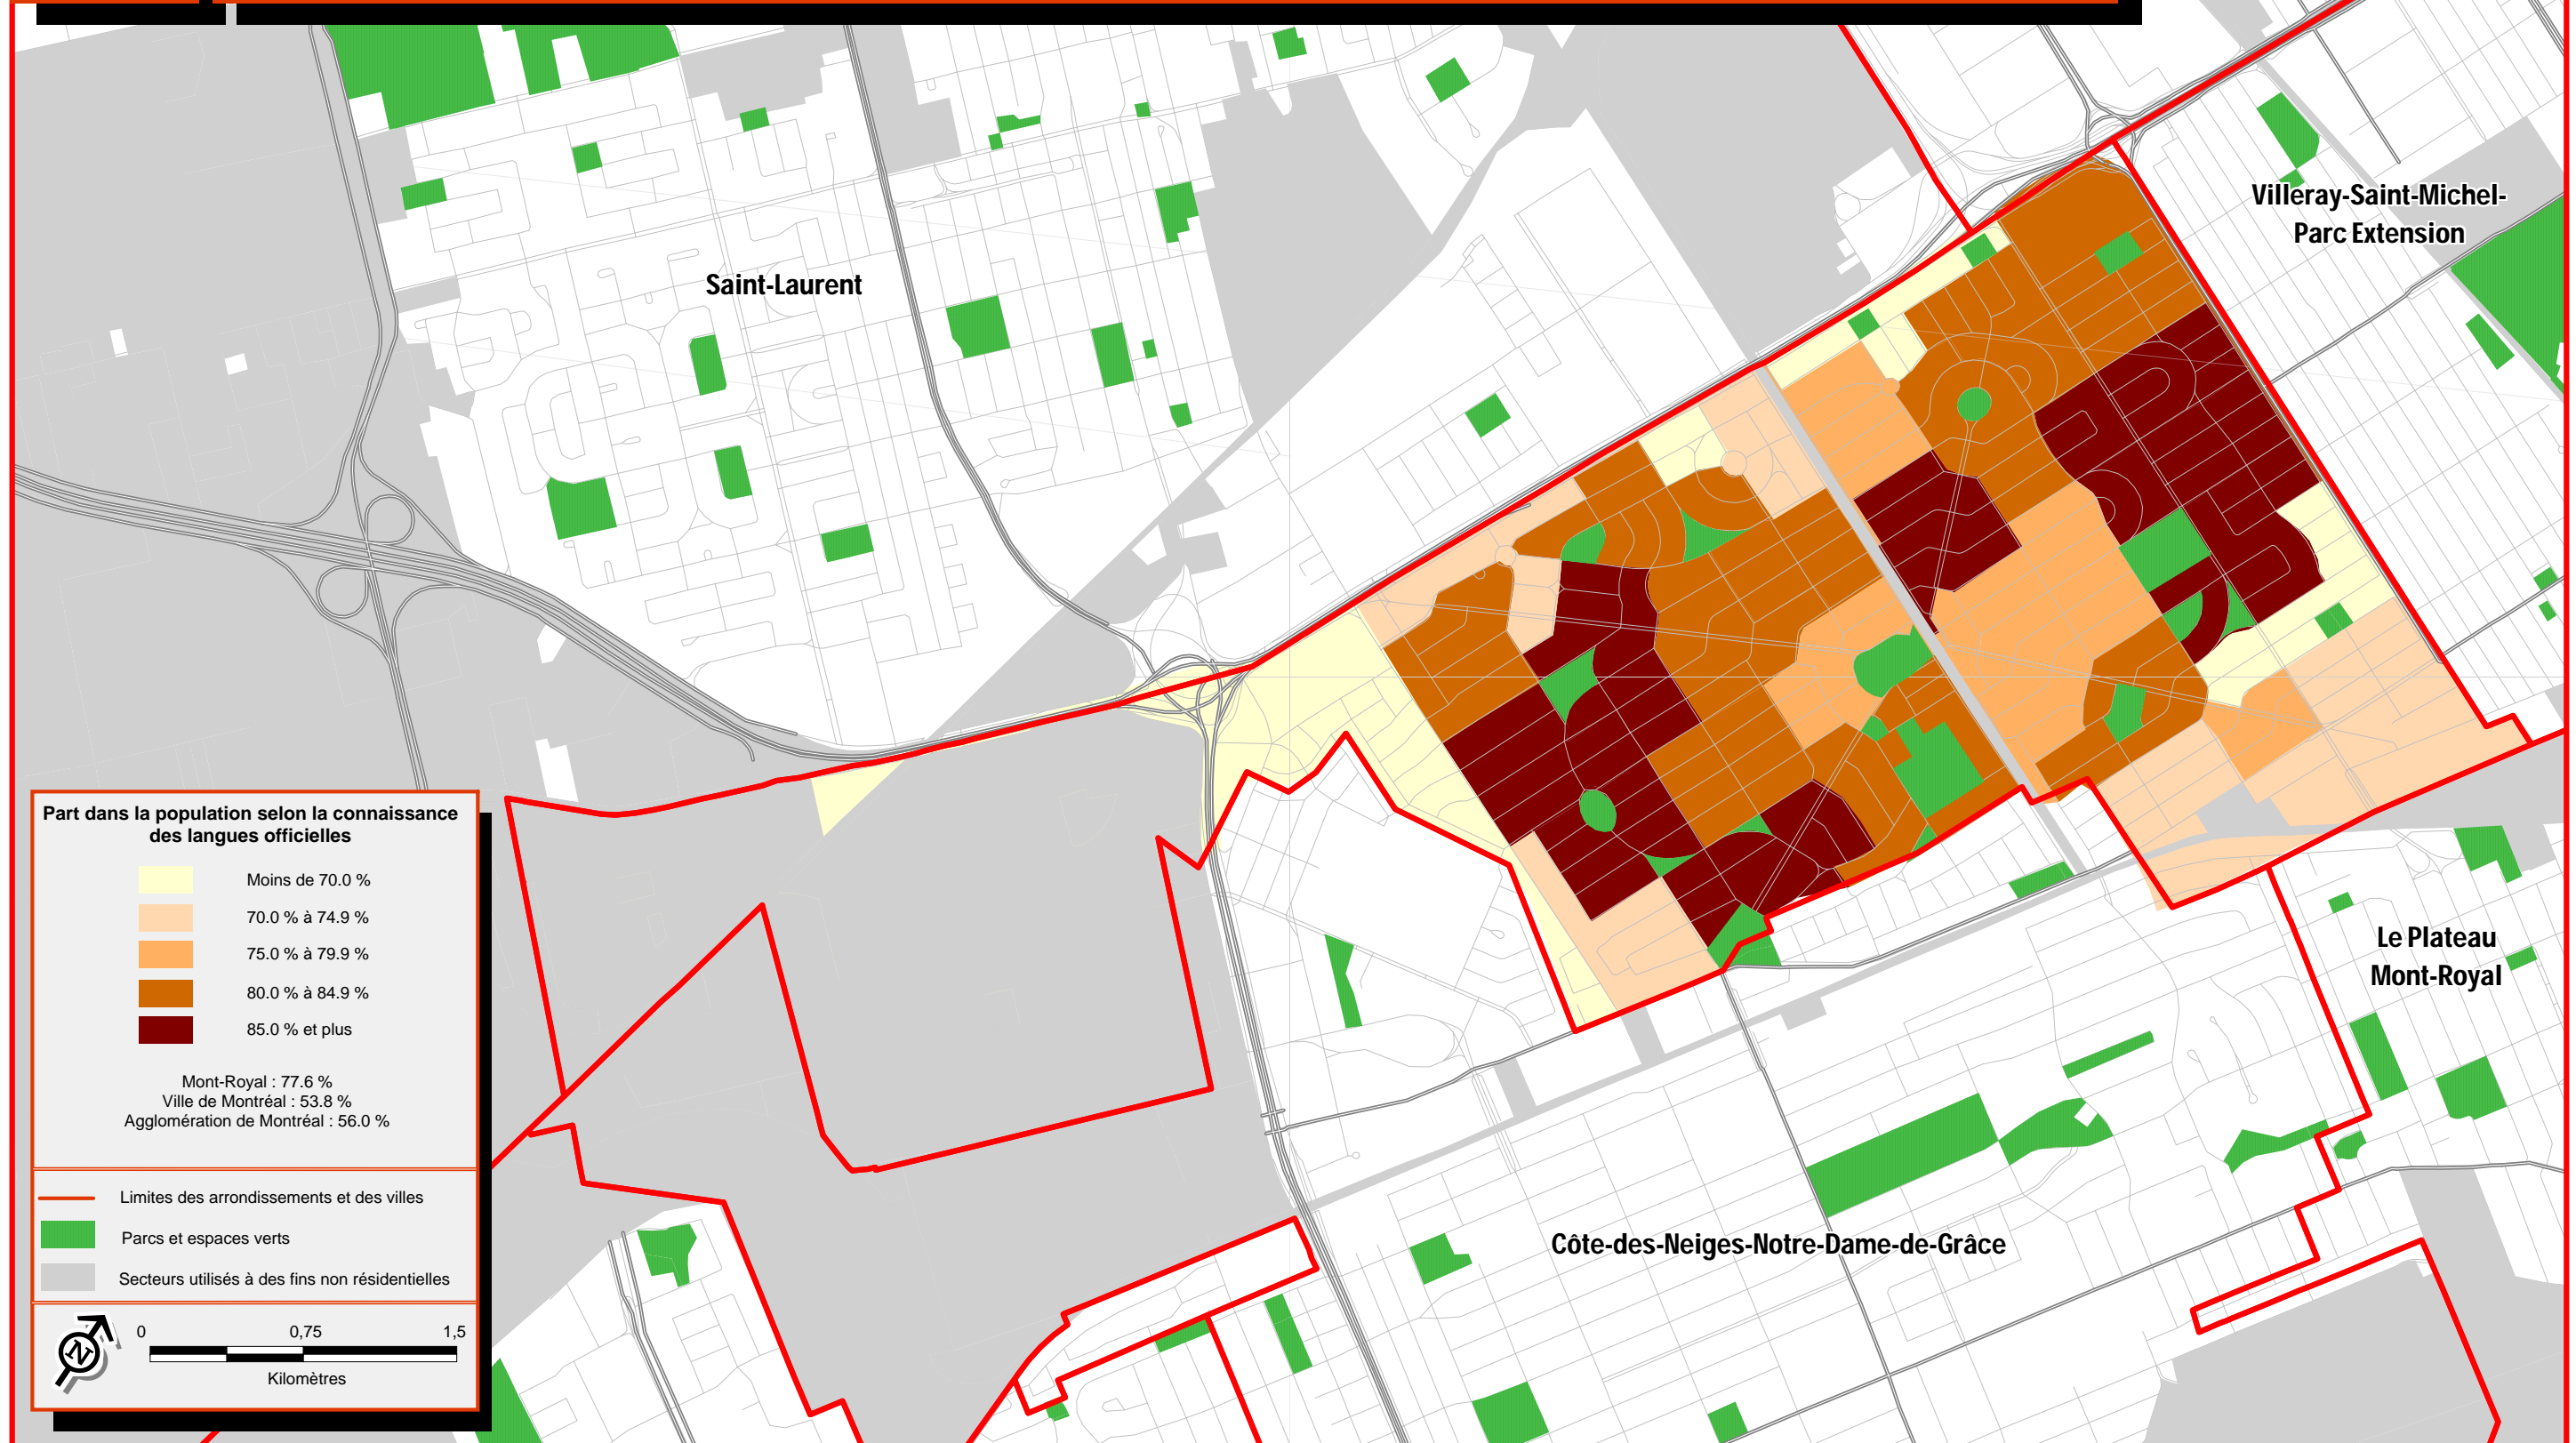 Villeray-Saint-Michel-
Parc Extension
Saint-Laurent
Part dans la population selon la connaissance
des langues officielles
Moins de 70.0 %
70.0 % à 74.9 %
75.0 % à 79.9 %
80.0 % à 84.9 %
85.0 % et plus
Mont-Royal : 77.6 %
Ville de Montréal : 53.8 %
Agglomération de Montréal : 56.0 %
Limites des arrondissements et des villes
Parcs et espaces verts
Secteurs utilisés à des fins non résidentielles
N
0 0,75 1,5
Kilomètres
Le Plateau
Mont-Royal
Côte-des-Neiges-Notre-Dame-de-Grâce